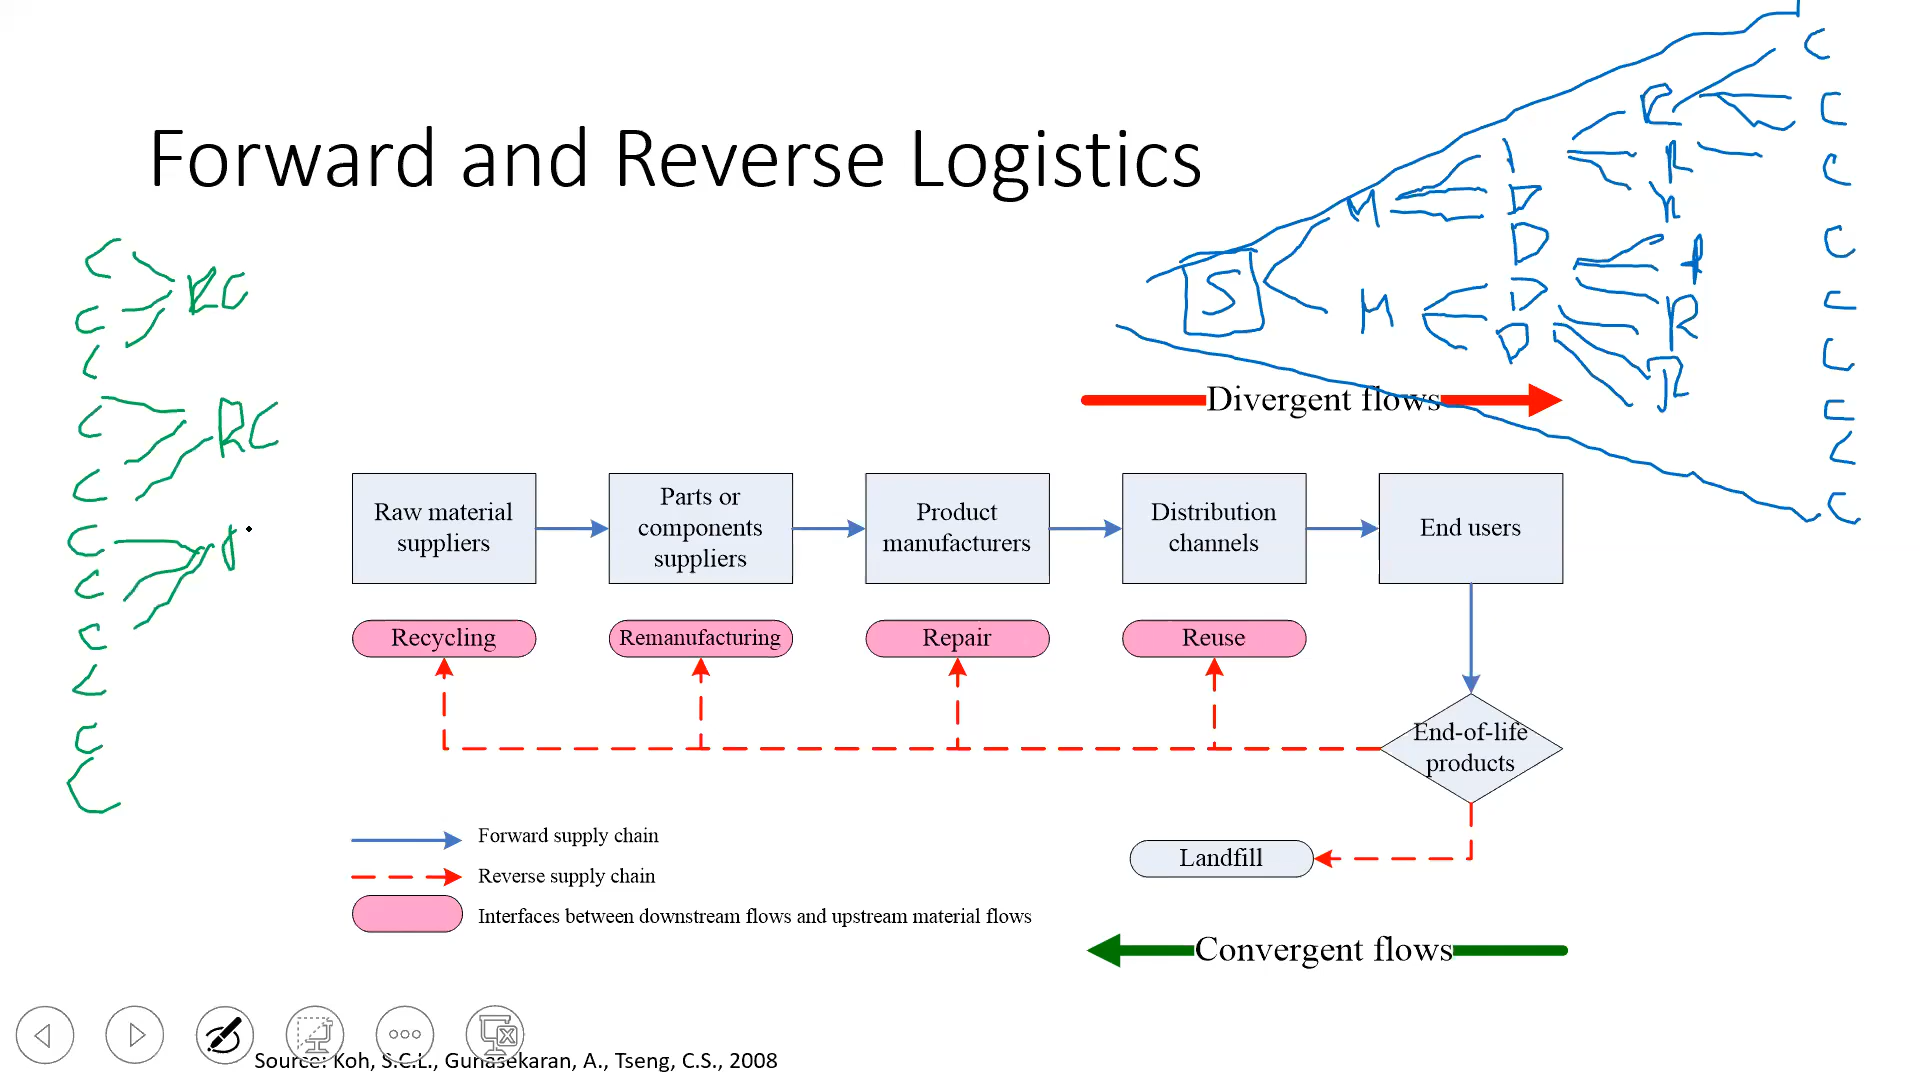 Forward and Reverse Logistics
C
C
C
C
C
C
C
C
C
R
R
R
R
M
M
D
D
D
D
S
C
C
C
C
C
C
C
C
C
C
RC
RC
Divergent flows
Raw material
suppliers
Parts or
components
suppliers
Product
manufacturers
Distribution
channels
End users
Recycling
Remanufacturing
Repair
Reuse
End-of-life
products
Landfill
Forward supply chain
Reverse supply chain
Interfaces between downstream flows and upstream material flows
Convergent flows
Source: Koh, S.C.L., Gunasekaran, A., Tseng, C.S., 2008